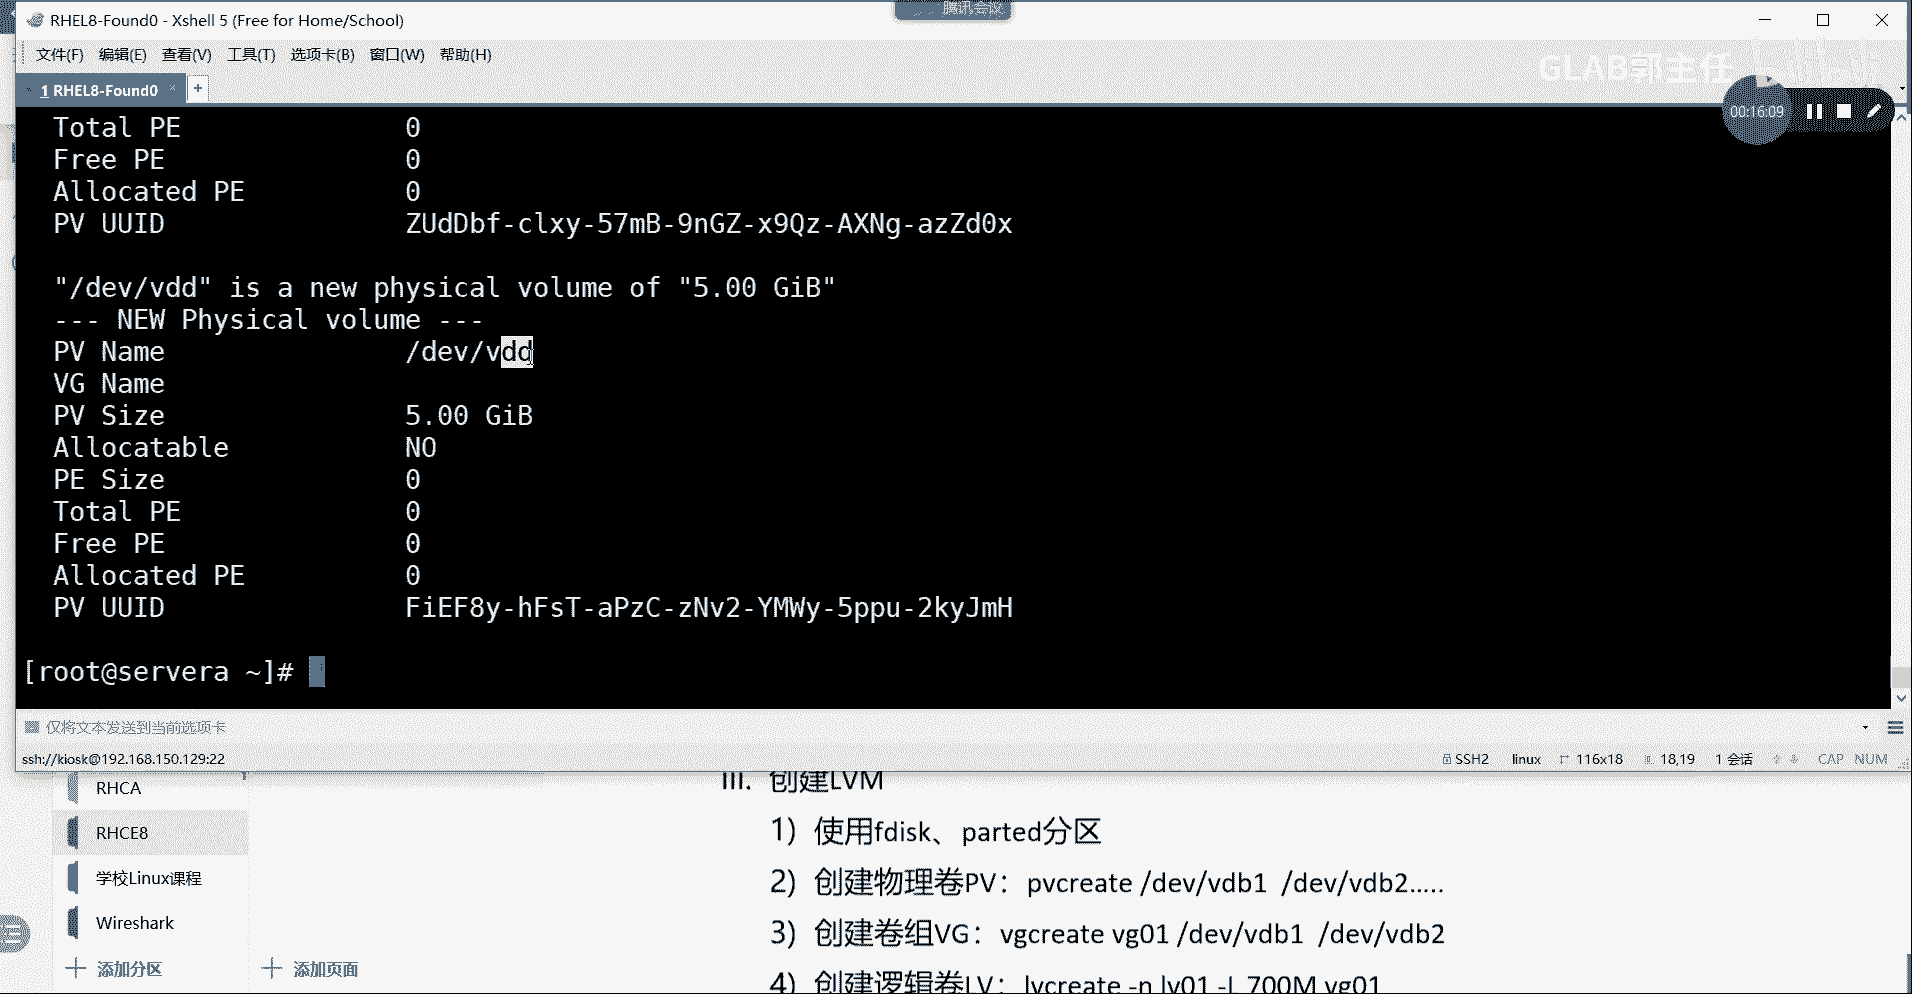 RHEL8-Found0 - Xshell 5 (Free for Home/School)
腾讯会议
文件(F) 编辑(E) 查看(V) 工具(T) 选项卡(B) 窗口(W) 帮助(H)
GLAB郭主任
1 RHEL8-Found0
00:16:09
Total PE 0
Free PE 0
Allocated PE 0
PV UUID ZUdDbf-clxy-57mB-9nGZ-x9Qz-AXNg-azZd0x
"/dev/vdd" is a new physical volume of "5.00 GiB"
--- NEW Physical volume ---
PV Name /dev/vdd
VG Name
PV Size 5.00 GiB
Allocatable NO
PE Size 0
Total PE 0
Free PE 0
Allocated PE 0
PV UUID FiEF8y-hFsT-aPzC-zNv2-YMWy-5ppu-2kyJmH
[root@servera ~]#
仅将文本发送到当前选项卡
ssh://kiosk@192.168.150.129:22 SSH2 linux 116x18 18,19 1 会话 CAP NUM
RHCA
RHCE8
学校Linux课程
Wireshark
添加分区 添加页面
III. 创建LVM
1) 使用fdisk、parted分区
2) 创建物理卷PV：pvcreate /dev/vdb1 /dev/vdb2.....
3) 创建卷组VG：vgcreate vg01 /dev/vdb1 /dev/vdb2
4) 创建逻辑卷LV：lvcreate -n lv01 -L 700M vg01